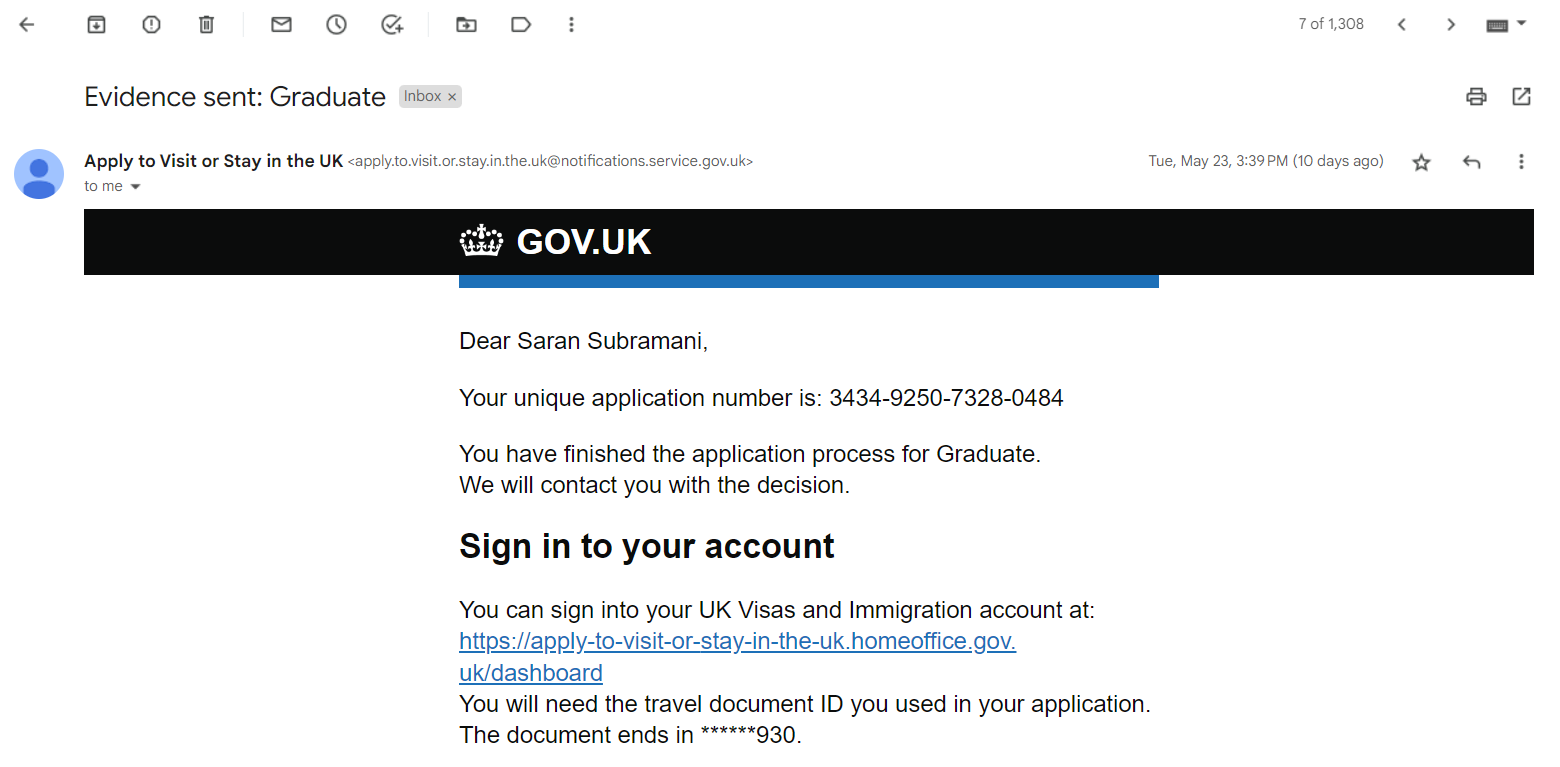 7 of 1,308
Evidence sent: Graduate
Inbox ×
Apply to Visit or Stay in the UK <apply.to.visit.or.stay.in.the.uk@notifications.service.gov.uk>
Tue, May 23, 3:39 PM (10 days ago)
to me
GOV.UK
Dear Saran Subramani,
Your unique application number is: 3434-9250-7328-0484
You have finished the application process for Graduate.
We will contact you with the decision.
Sign in to your account
You can sign into your UK Visas and Immigration account at:
https://apply-to-visit-or-stay-in-the-uk.homeoffice.gov.
uk/dashboard
You will need the travel document ID you used in your application.
The document ends in ******930.